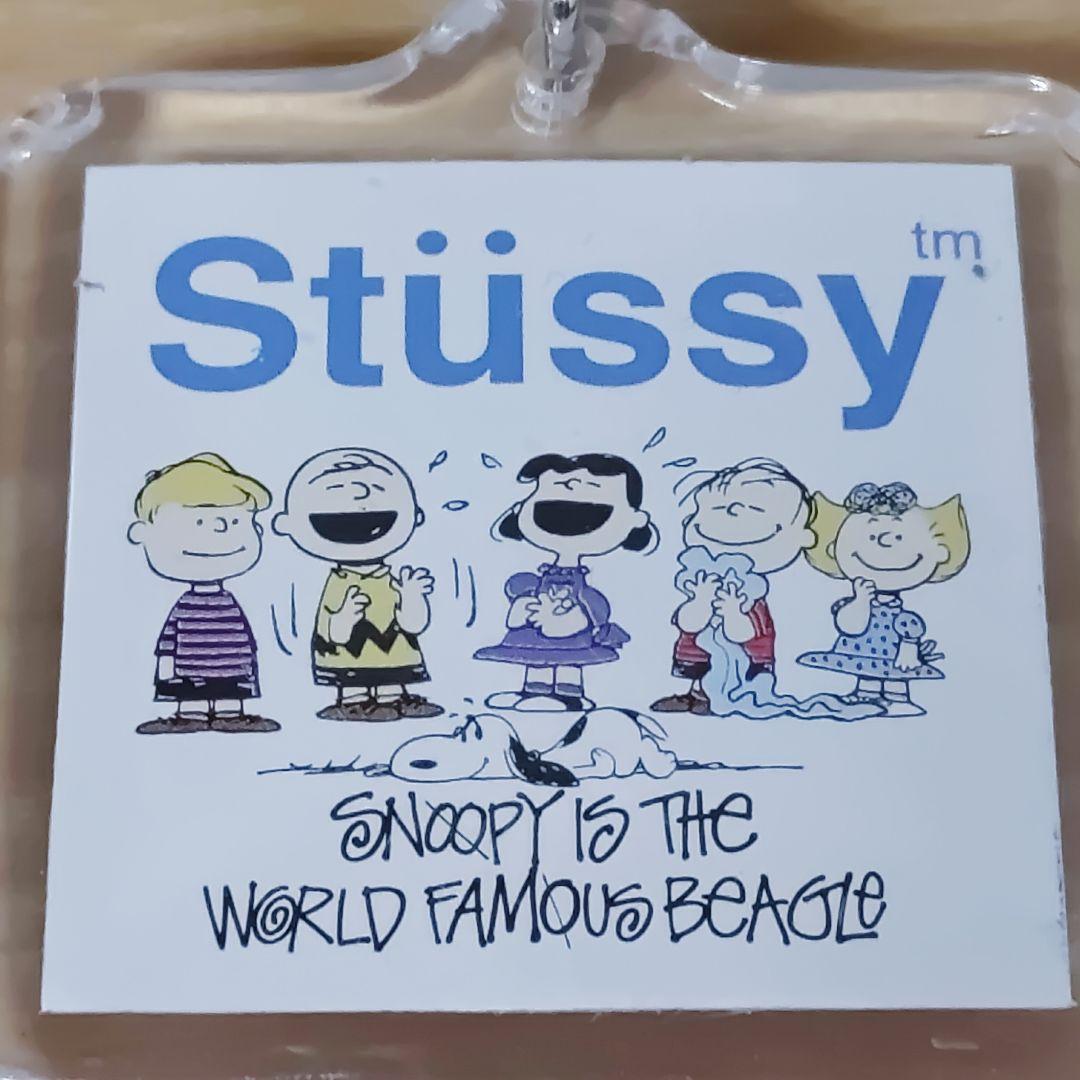 Stüssy tm.
SNOOPY IS THE
WORLD FAMOUS BEAGLE